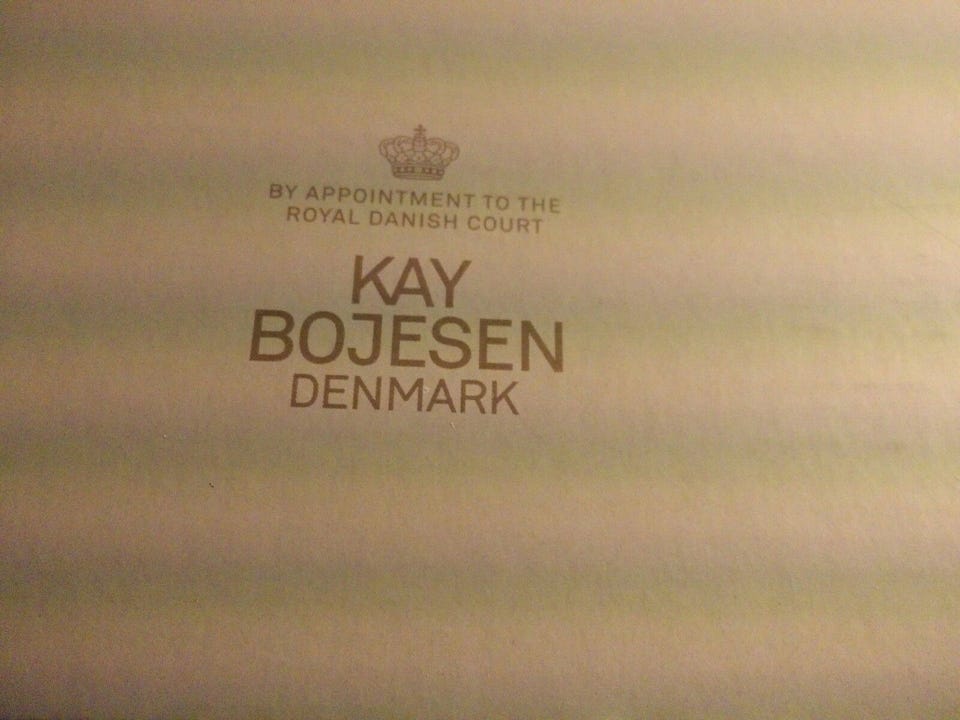 BY APPOINTMENT TO THE
ROYAL DANISH COURT
KAY
BOJESEN
DENMARK